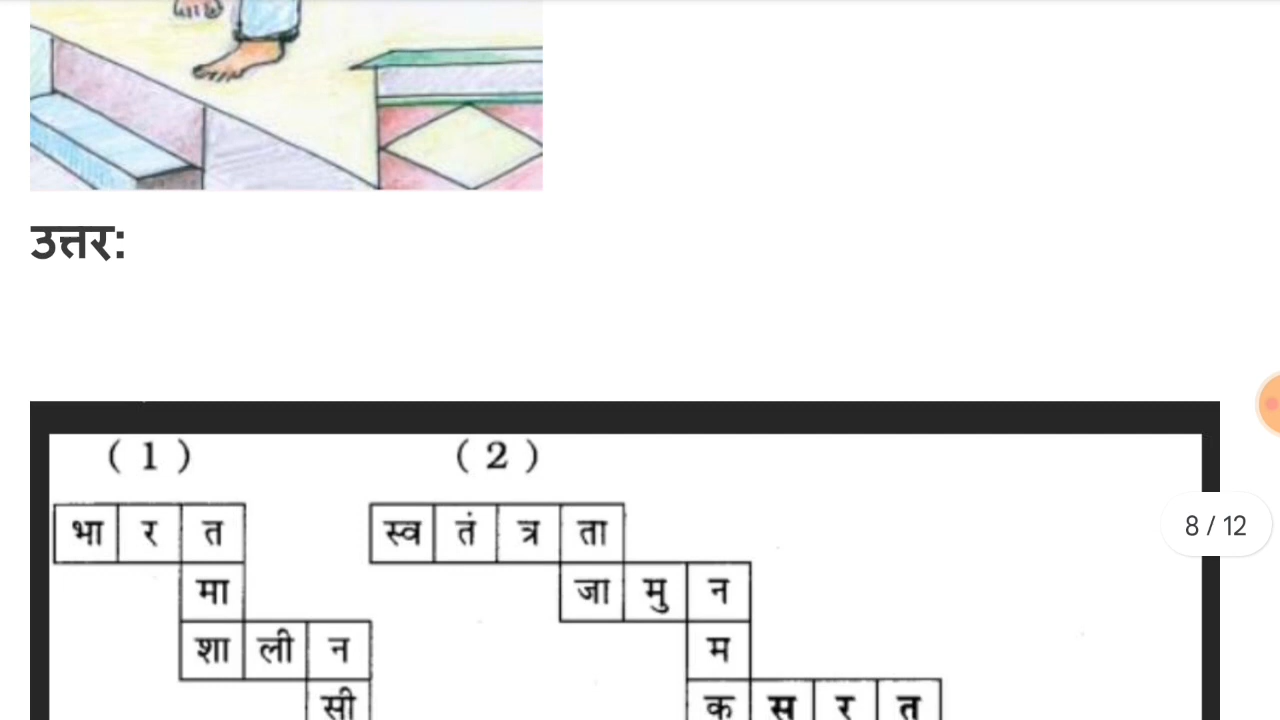 उत्तर:
( 1 ) ( 2 )
भा र त स्व तं त्र ता
मा जा मु न
शा ली न म
सी क स र त
8 / 12